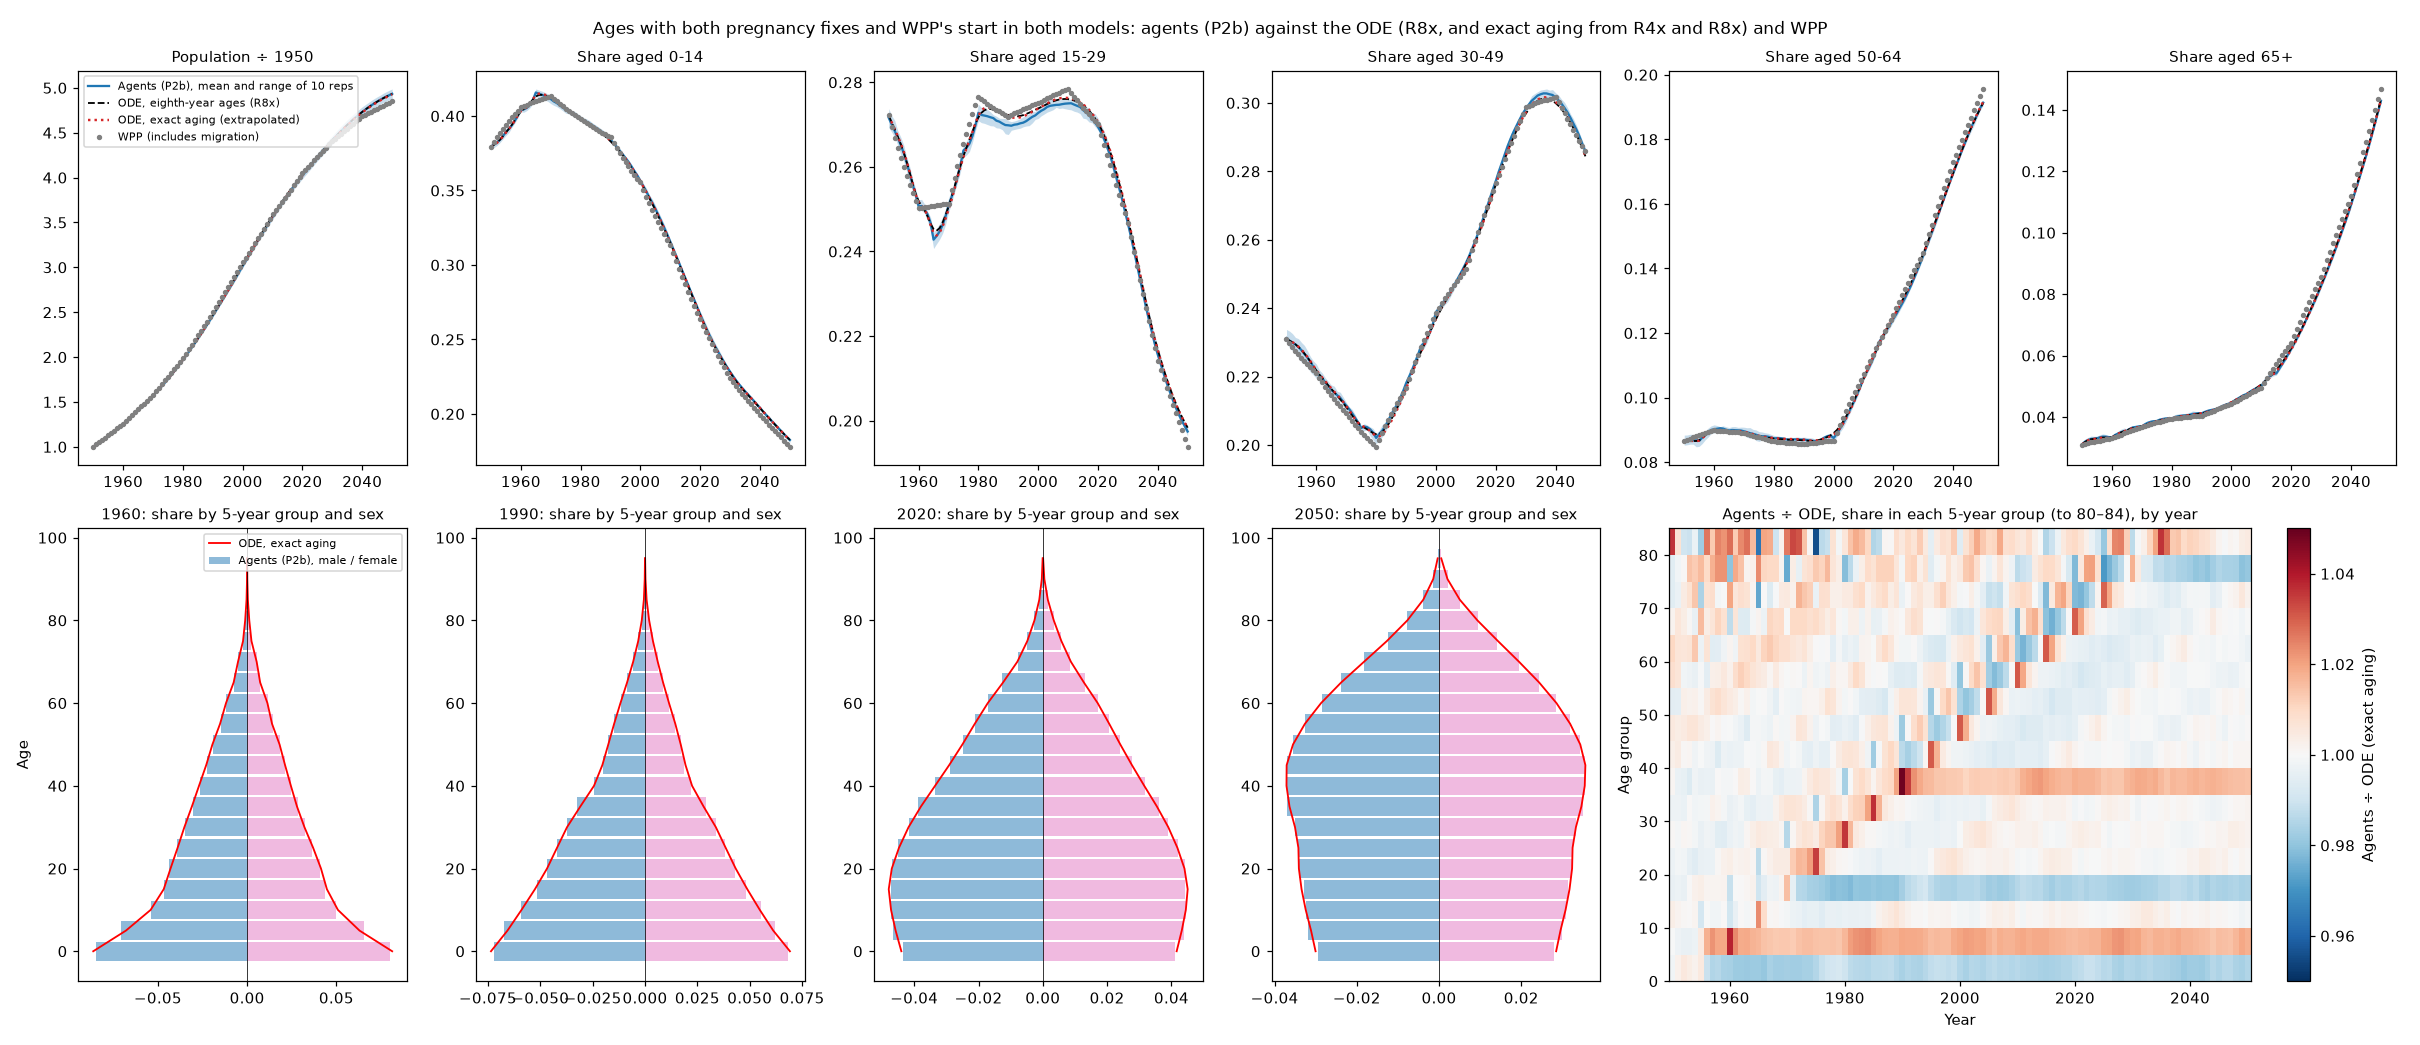 Ages with both pregnancy fixes and WPP's start in both models: agents (P2b) against the ODE (R8x, and exact aging from R4x and R8x) and WPP
Population ÷ 1950
Share aged 0-14
Share aged 15-29
Share aged 30-49
Share aged 50-64
Share aged 65+
Agents (P2b), mean and range of 10 reps
ODE, eighth-year ages (R8x)
ODE, exact aging (extrapolated)
WPP (includes migration)
5.0
4.5
4.0
3.5
3.0
2.5
2.0
1.5
1.0
1960 1980 2000 2020 2040
0.40
0.35
0.30
0.25
0.20
1960 1980 2000 2020 2040
0.28
0.26
0.24
0.22
0.20
1960 1980 2000 2020 2040
0.30
0.28
0.26
0.24
0.22
0.20
1960 1980 2000 2020 2040
0.20
0.18
0.16
0.14
0.12
0.10
0.08
1960 1980 2000 2020 2040
0.14
0.12
0.10
0.08
0.06
0.04
1960 1980 2000 2020 2040
1960: share by 5-year group and sex
1990: share by 5-year group and sex
2020: share by 5-year group and sex
2050: share by 5-year group and sex
Agents ÷ ODE, share in each 5-year group (to 80–84), by year
ODE, exact aging
Agents (P2b), male / female
Age
100
80
60
40
20
0
−0.05 0.00 0.05
100
80
60
40
20
0
−0.075 −0.050 −0.025 0.000 0.025 0.050 0.075
100
80
60
40
20
0
−0.04 −0.02 0.00 0.02 0.04
100
80
60
40
20
0
−0.04 −0.02 0.00 0.02
Age group
80
70
60
50
40
30
20
10
0
1960 1980 2000 2020 2040
Year
1.04
1.02
1.00
0.98
0.96
Agents ÷ ODE (exact aging)